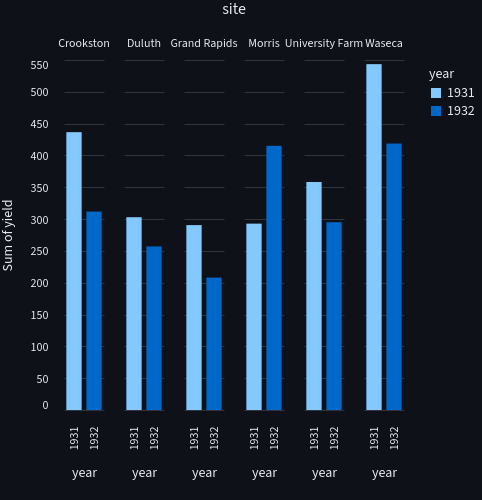 site
Crookston Duluth Grand Rapids Morris University Farm Waseca
year
1931
1932
Sum of yield
550
500
450
400
350
300
250
200
150
100
50
0
1931 1932 1931 1932 1931 1932 1931 1932 1931 1932 1931 1932
year year year year year year